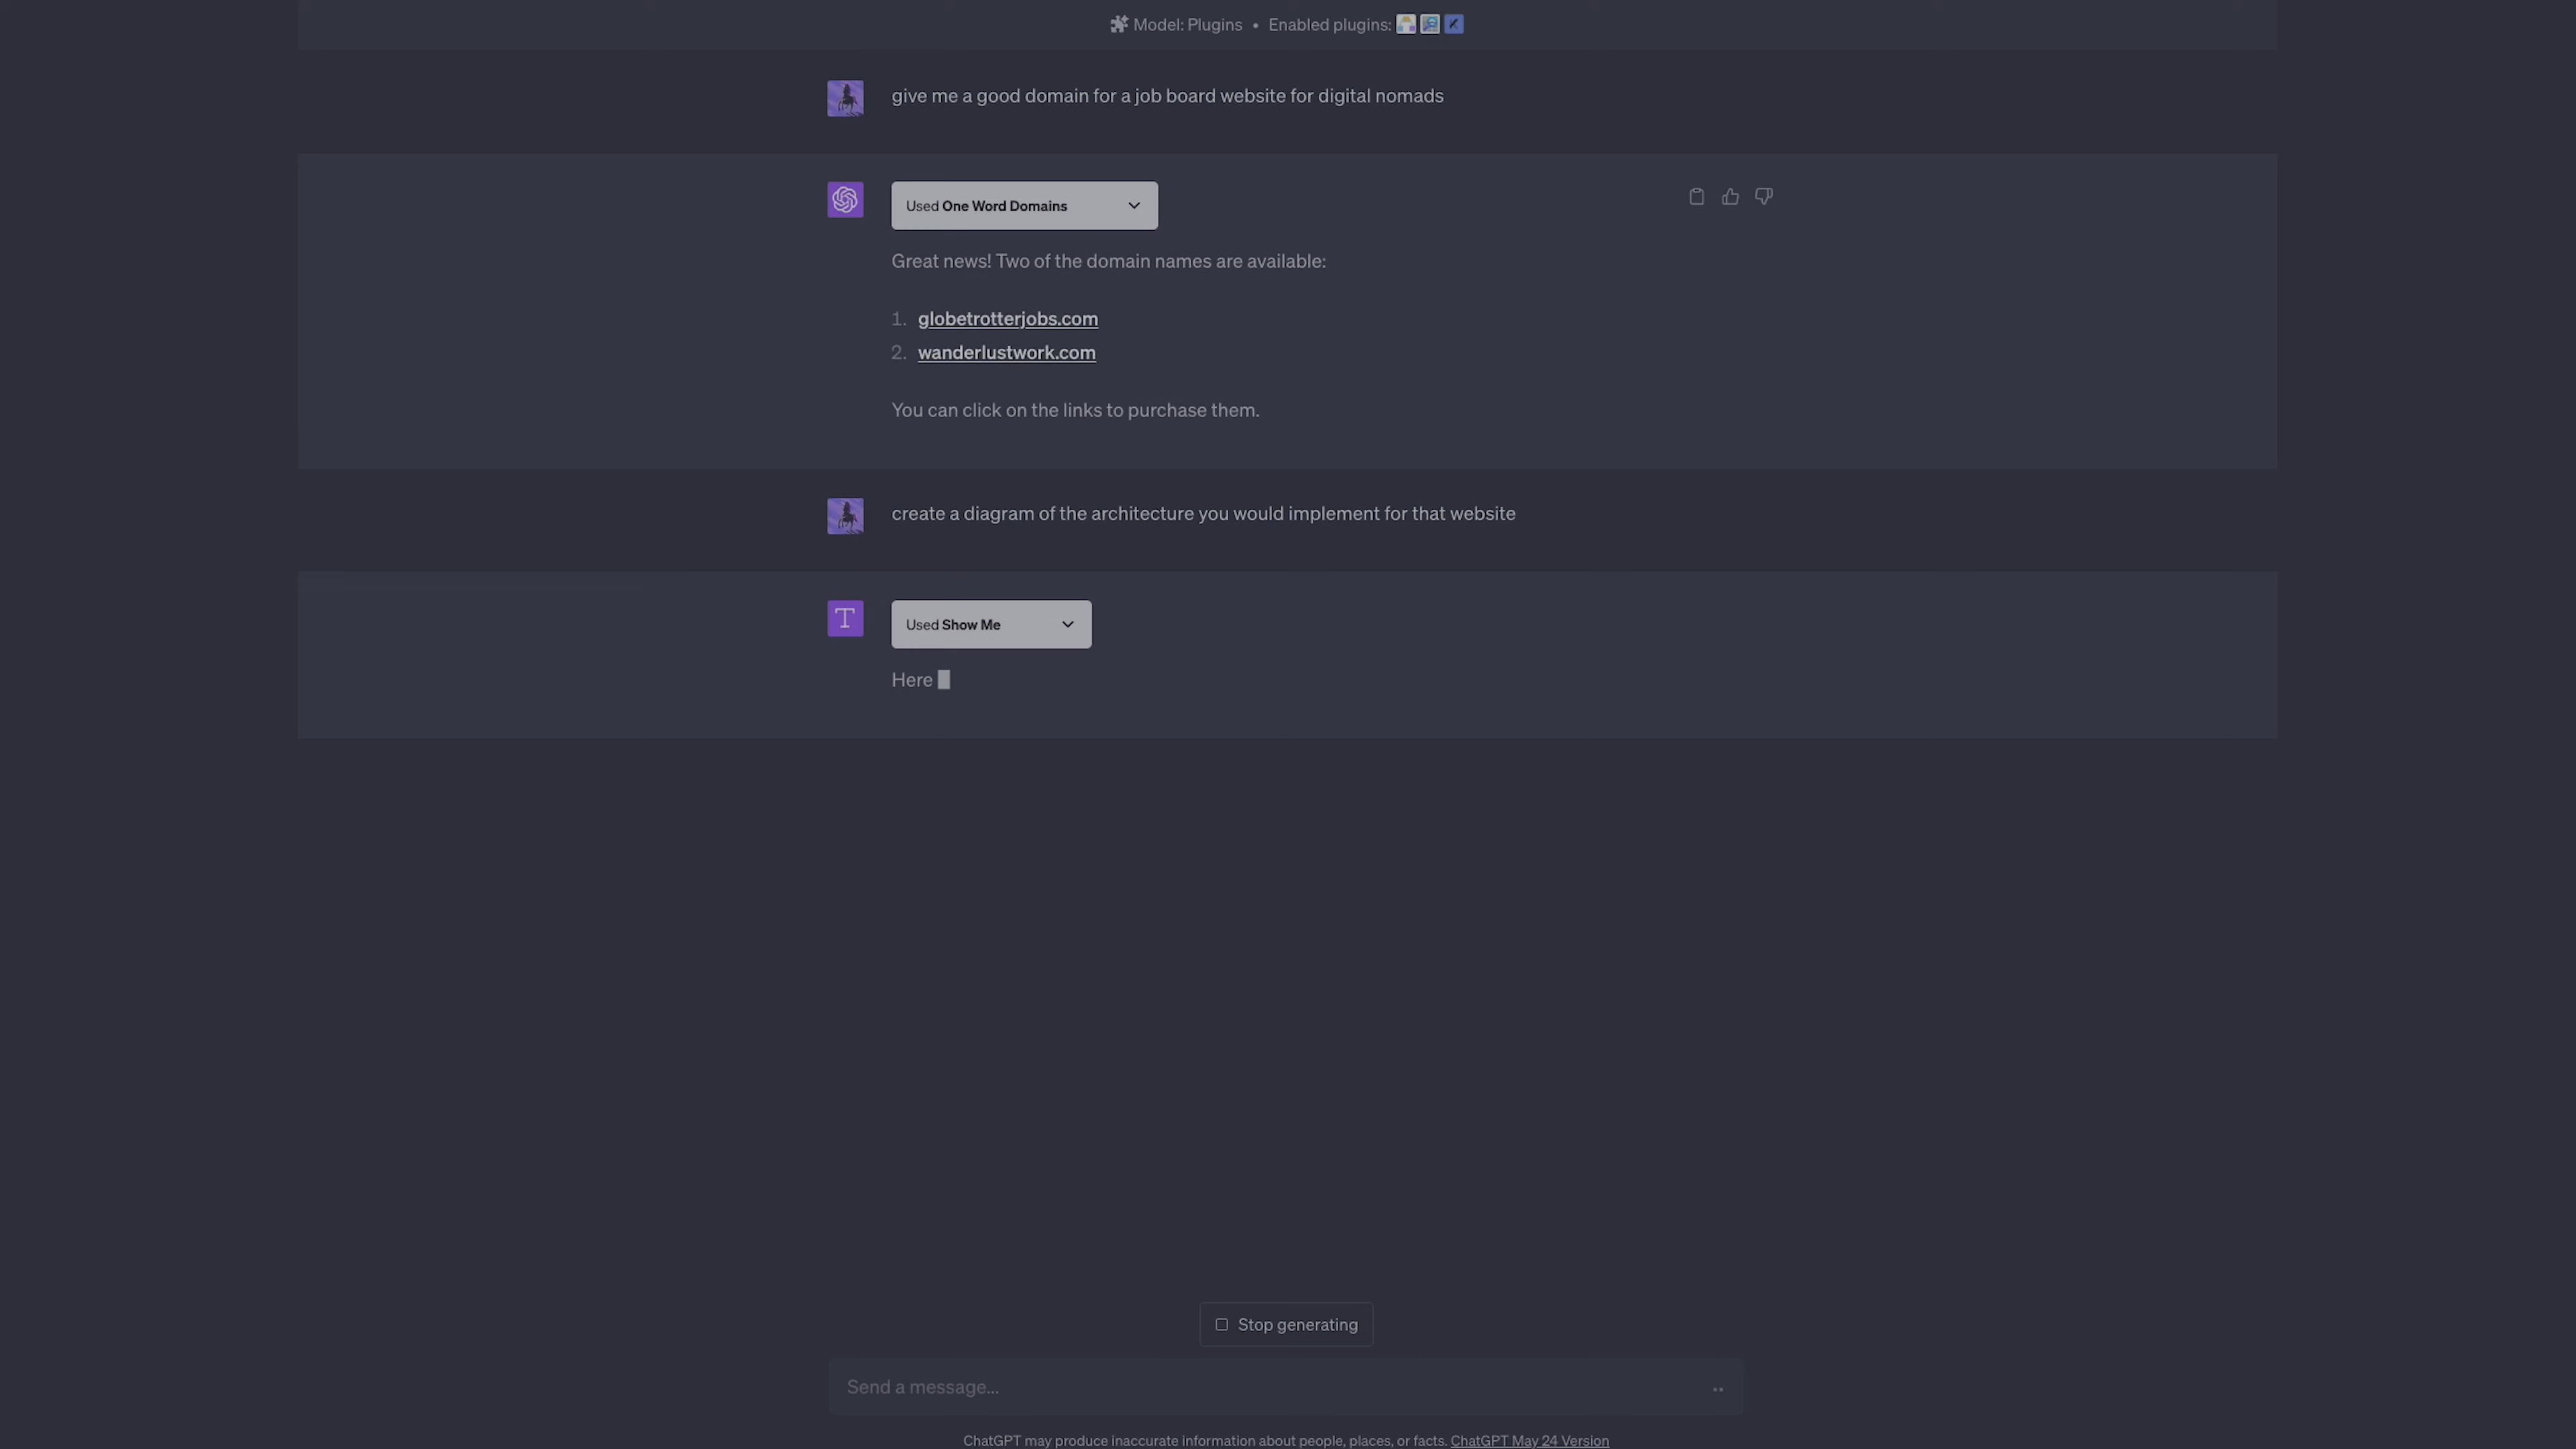 Model: Plugins • Enabled plugins:
give me a good domain for a job board website for digital nomads
Used One Word Domains
Great news! Two of the domain names are available:
1. globetrotterjobs.com
2. wanderlustwork.com
You can click on the links to purchase them.
create a diagram of the architecture you would implement for that website
T
Used Show Me
Here
Stop generating
Send a message...
ChatGPT may produce inaccurate information about people, places, or facts. ChatGPT May 24 Version